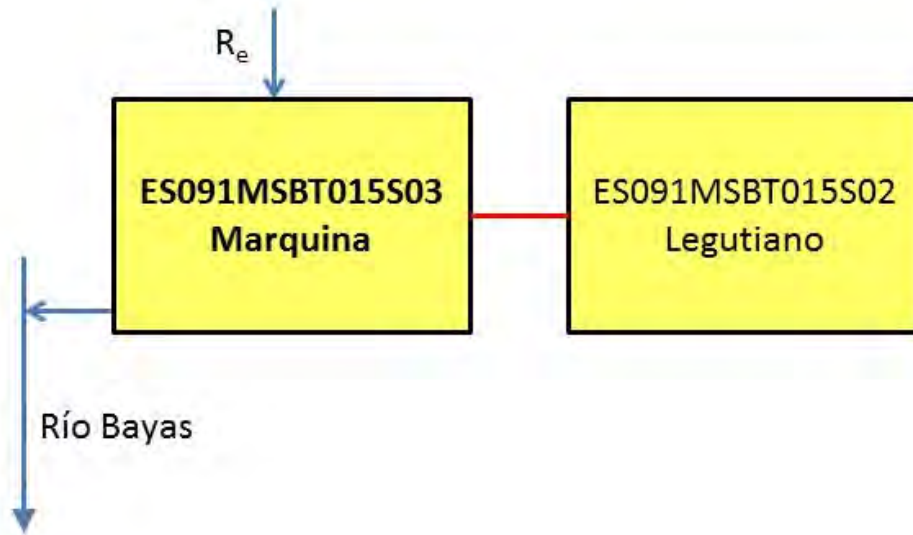 Re
ES091MSBT015S03
Marquina
ES091MSBT015S02
Legutiano
Río Bayas